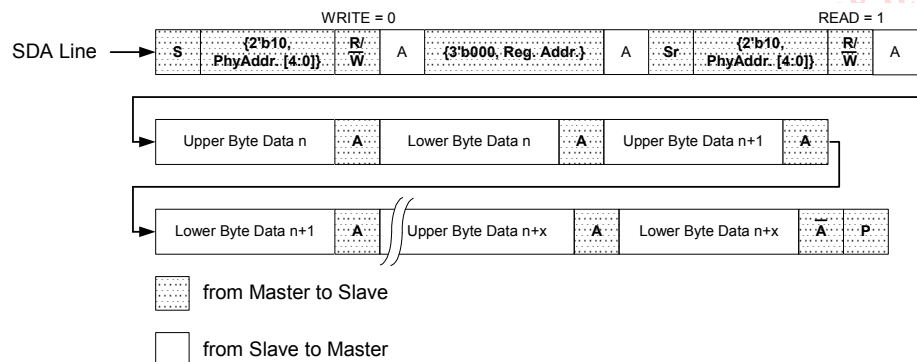 WRITE = 0 READ = 1
SDA Line S {2'b10, PhyAddr. [4:0]} R/W̅ A {3'b000, Reg. Addr.} A Sr {2'b10, PhyAddr. [4:0]} R/W̅ A
Upper Byte Data n A Lower Byte Data n A Upper Byte Data n+1 A
Lower Byte Data n+1 A Upper Byte Data n+x A Lower Byte Data n+x A̅ P
from Master to Slave
from Slave to Master